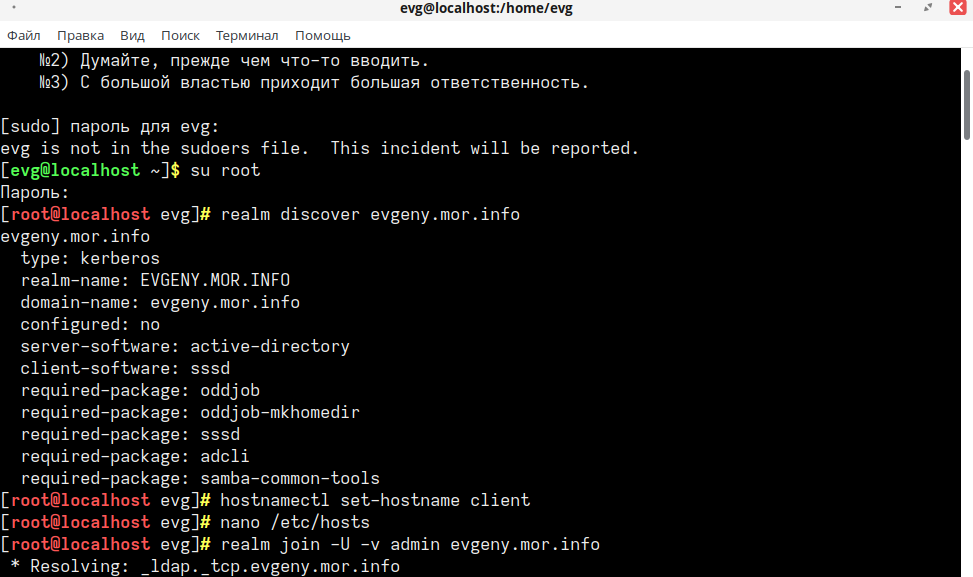 evg@localhost:/home/evg
Файл Правка Вид Поиск Терминал Помощь
№2) Думайте, прежде чем что-то вводить.
№3) С большой властью приходит большая ответственность.
[sudo] пароль для evg:
evg is not in the sudoers file.  This incident will be reported.
[evg@localhost ~]$ su root
Пароль:
[root@localhost evg]# realm discover evgeny.mor.info
evgeny.mor.info
  type: kerberos
  realm-name: EVGENY.MOR.INFO
  domain-name: evgeny.mor.info
  configured: no
  server-software: active-directory
  client-software: sssd
  required-package: oddjob
  required-package: oddjob-mkhomedir
  required-package: sssd
  required-package: adcli
  required-package: samba-common-tools
[root@localhost evg]# hostnamectl set-hostname client
[root@localhost evg]# nano /etc/hosts
[root@localhost evg]# realm join -U -v admin evgeny.mor.info
 * Resolving: _ldap._tcp.evgeny.mor.info